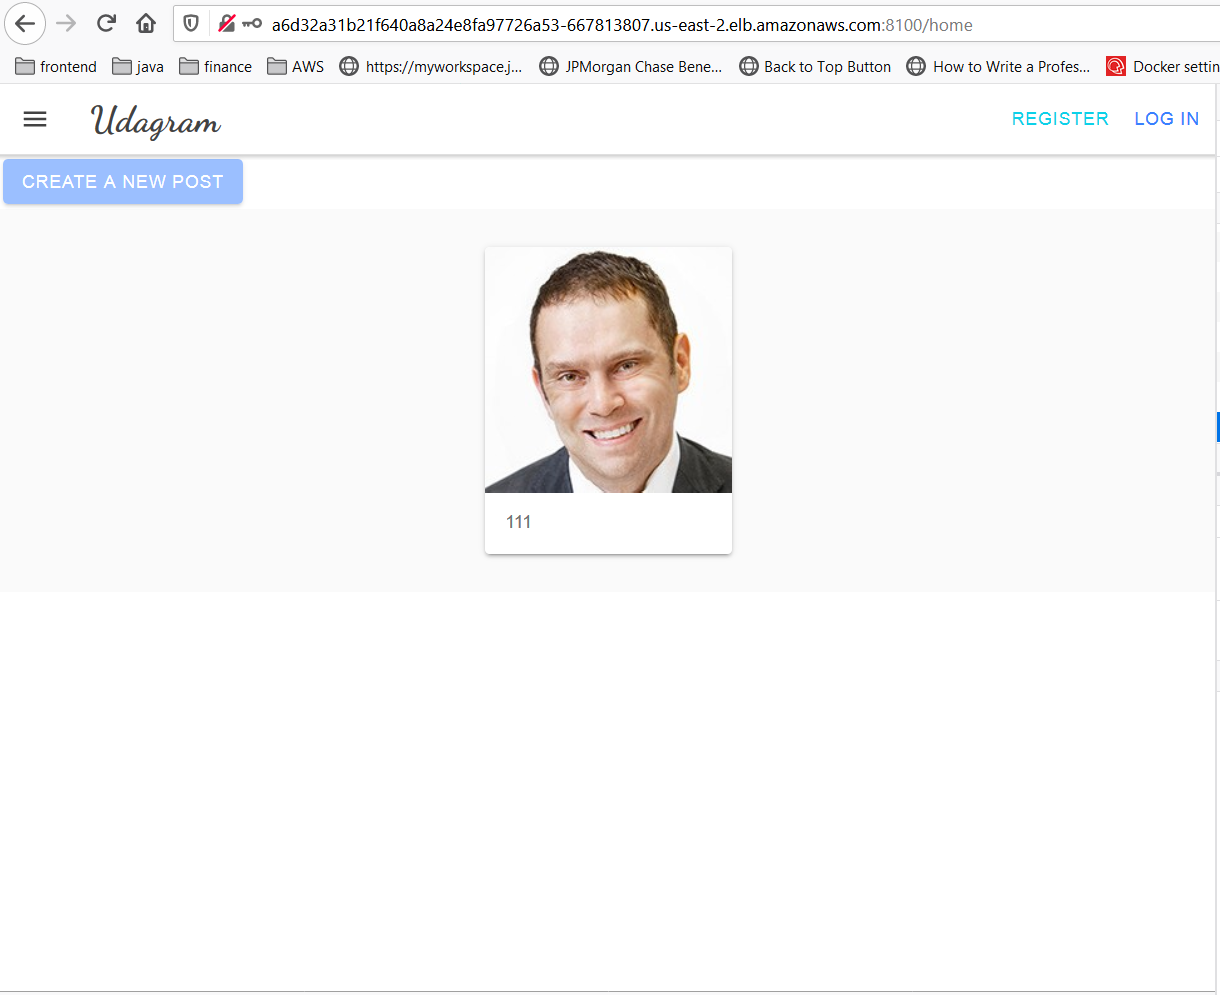 a6d32a31b21f640a8a24e8fa97726a53-667813807.us-east-2.elb.amazonaws.com:8100/home
frontend java finance AWS https://myworkspace.j... JPMorgan Chase Bene... Back to Top Button How to Write a Profes... Docker settin
Udagram REGISTER LOG IN
CREATE A NEW POST
111